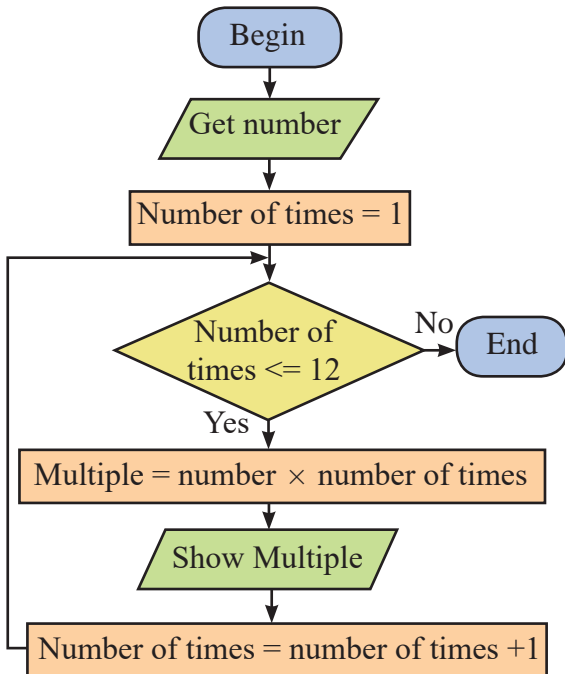 Begin
Get number
Number of times = 1
Number of
times <= 12
No
End
Yes
Multiple = number × number of times
Show Multiple
Number of times = number of times +1